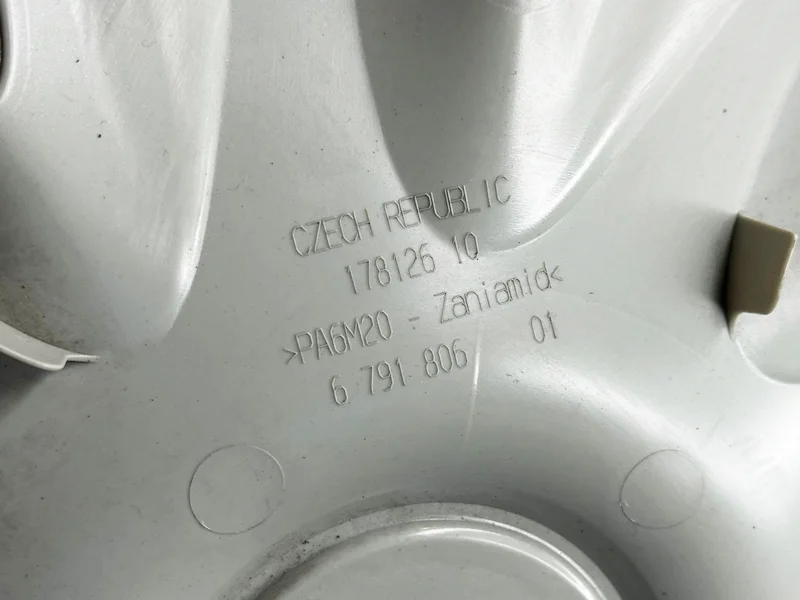 CZECH REPUBLIC
178126 10
>PA6M20 - Zaniamid<
6 791 806 01